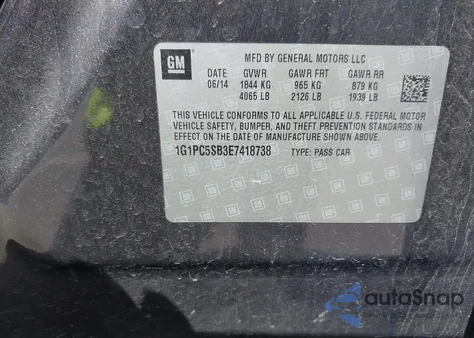 GM
MFD BY GENERAL MOTORS LLC
DATE GVWR GAWR FRT GAWR RR
06/14 1844 KG 965 KG 879 KG
4065 LB 2126 LB 1939 LB
THIS VEHICLE CONFORMS TO ALL APPLICABLE U.S. FEDERAL MOTOR
VEHICLE SAFETY, BUMPER, AND THEFT PREVENTION STANDARDS IN
EFFECT ON THE DATE OF MANUFACTURE SHOWN ABOVE.
1G1PC5SB3E7418738 TYPE: PASS CAR
autoSnap